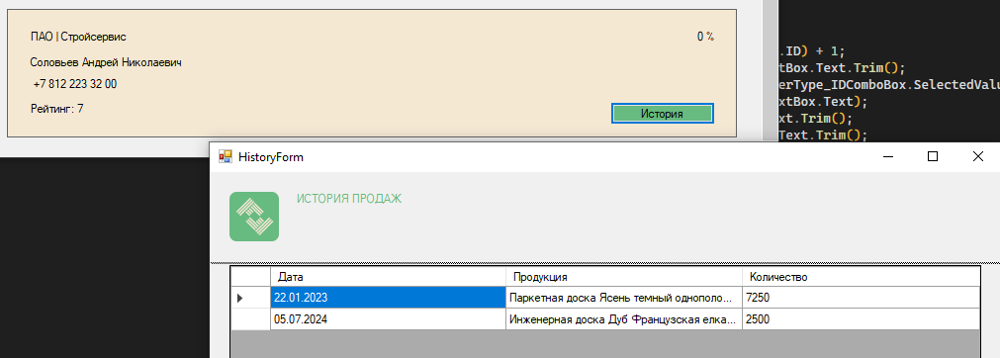 ПАО | Стройсервис
0 %
Соловьев Андрей Николаевич
+7 812 223 32 00
Рейтинг: 7
История
.ID) + 1;
tBox.Text.Trim();
erType_IDComboBox.SelectedValu
xtBox.Text);
xt.Trim();
Text.Trim();
HistoryForm
ИСТОРИЯ ПРОДАЖ
Дата Продукция Количество
22.01.2023 Паркетная доска Ясень темный однополо... 7250
05.07.2024 Инженерная доска Дуб Французская елка... 2500